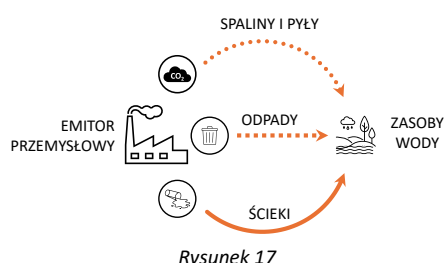 SPALINY I PYŁY
CO₂
EMITOR
PRZEMYSŁOWY
ODPADY
ZASOBY
WODY
ŚCIEKI
Rysunek 17